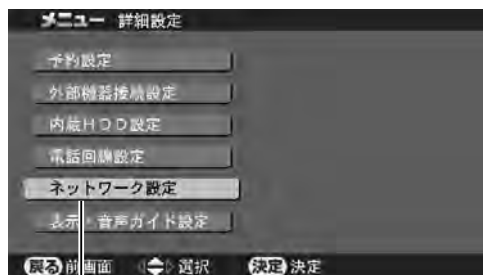 メニュー 詳細設定
予約設定
外部機器接続設定
内蔵HDD設定
電話回線設定
ネットワーク設定
表示・音声ガイド設定
戻る 前画面 選択 決定 決定